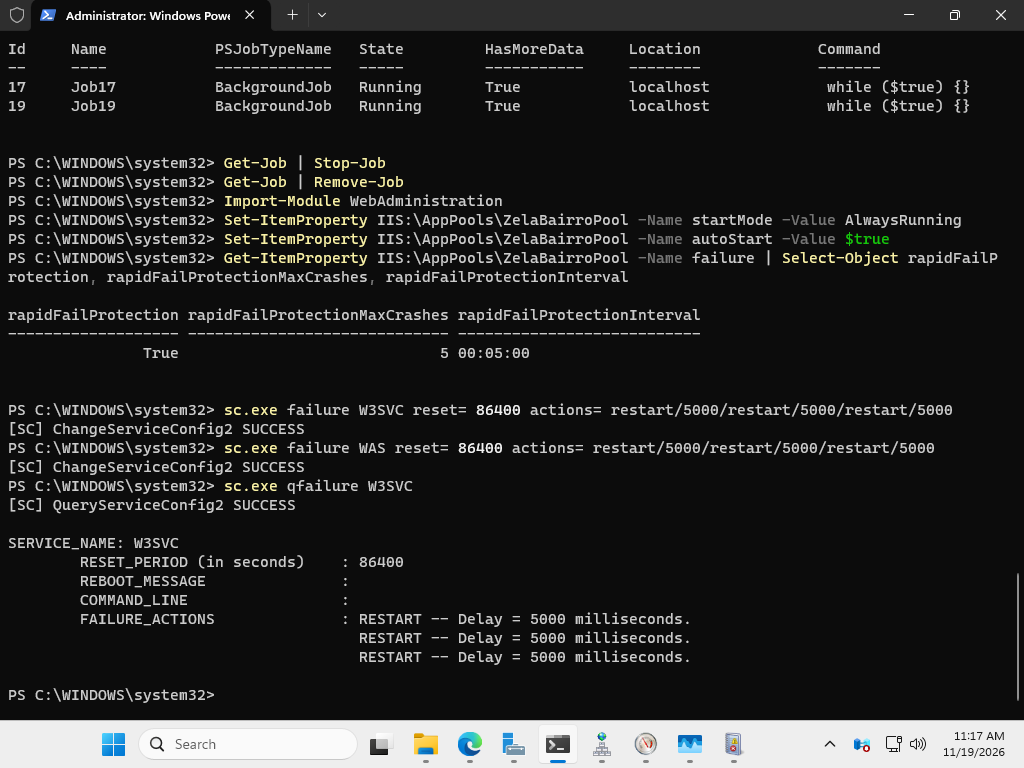 Administrator: Windows Powe
Id     Name            PSJobTypeName   State         HasMoreData     Location             Command
--     ----            -------------   -----         -----------     --------             -------
17     Job17           BackgroundJob   Running       True            localhost             while ($true) {}
19     Job19           BackgroundJob   Running       True            localhost             while ($true) {}
PS C:\WINDOWS\system32> Get-Job | Stop-Job
PS C:\WINDOWS\system32> Get-Job | Remove-Job
PS C:\WINDOWS\system32> Import-Module WebAdministration
PS C:\WINDOWS\system32> Set-ItemProperty IIS:\AppPools\ZelaBairroPool -Name startMode -Value AlwaysRunning
PS C:\WINDOWS\system32> Set-ItemProperty IIS:\AppPools\ZelaBairroPool -Name autoStart -Value $true
PS C:\WINDOWS\system32> Get-ItemProperty IIS:\AppPools\ZelaBairroPool -Name failure | Select-Object rapidFailP
rotection, rapidFailProtectionMaxCrashes, rapidFailProtectionInterval
rapidFailProtection rapidFailProtectionMaxCrashes rapidFailProtectionInterval
------------------- ----------------------------- ---------------------------
               True                             5 00:05:00
PS C:\WINDOWS\system32> sc.exe failure W3SVC reset= 86400 actions= restart/5000/restart/5000/restart/5000
[SC] ChangeServiceConfig2 SUCCESS
PS C:\WINDOWS\system32> sc.exe failure WAS reset= 86400 actions= restart/5000/restart/5000/restart/5000
[SC] ChangeServiceConfig2 SUCCESS
PS C:\WINDOWS\system32> sc.exe qfailure W3SVC
[SC] QueryServiceConfig2 SUCCESS
SERVICE_NAME: W3SVC
        RESET_PERIOD (in seconds)    : 86400
        REBOOT_MESSAGE               :
        COMMAND_LINE                 :
        FAILURE_ACTIONS              : RESTART -- Delay = 5000 milliseconds.
                                       RESTART -- Delay = 5000 milliseconds.
                                       RESTART -- Delay = 5000 milliseconds.
PS C:\WINDOWS\system32>
Search
11:17 AM
11/19/2026